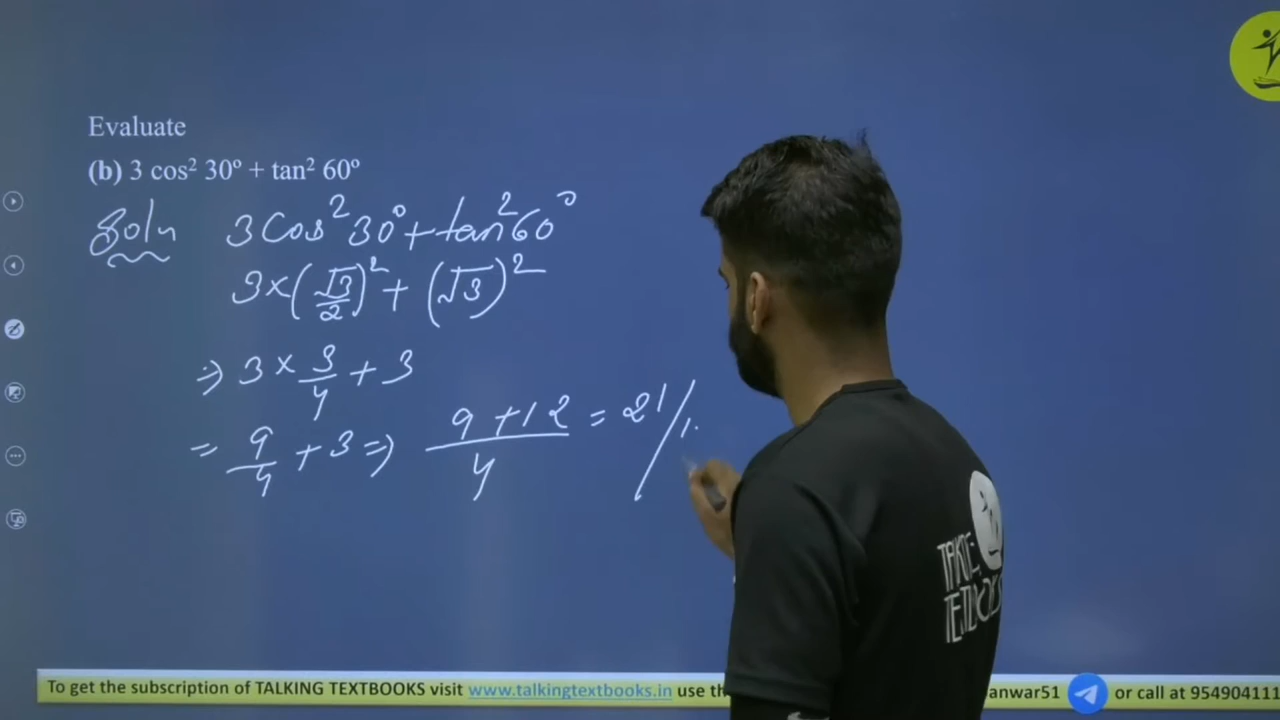 Evaluate
(b) 3 cos² 30º + tan² 60º
Soln 3 Cos² 30° + tan² 60°
3 × (√3/2)² + (√3)²
⇒ 3 × 3/4 + 3
= 9/4 + 3 ⇒ 9 + 12/4 = 21/
To get the subscription of TALKING TEXTBOOKS visit www.talkingtextbooks.in use th anwar51 or call at 954904111